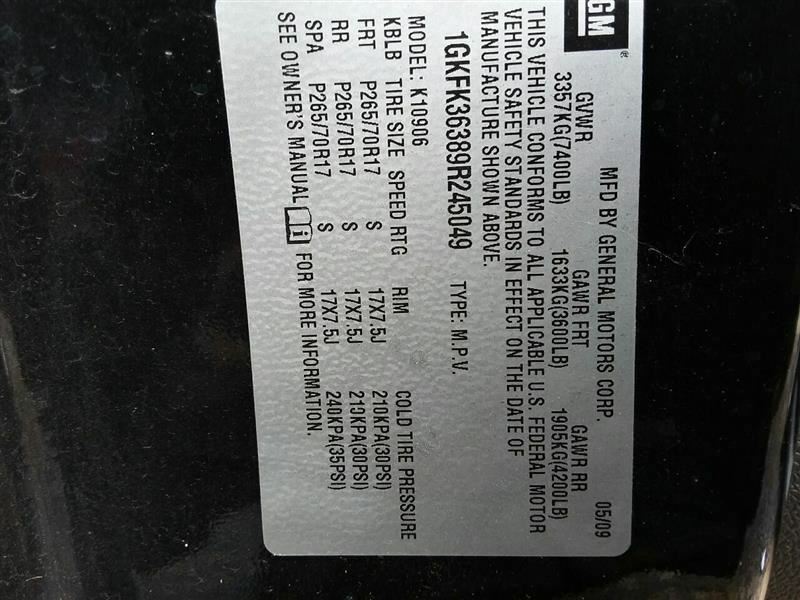 GM ®
MFD BY GENERAL MOTORS CORP. 05/09
GVWR GAWR FRT GAWR RR
3357KG(7400LB) 1633KG(3600LB) 1905KG(4200LB)
THIS VEHICLE CONFORMS TO ALL APPLICABLE U.S. FEDERAL MOTOR
VEHICLE SAFETY STANDARDS IN EFFECT ON THE DATE OF
MANUFACTURE SHOWN ABOVE.
1GKFK36389R245049 TYPE: M.P.V.
MODEL: K10906
KBLB TIRE SIZE SPEED RTG RIM COLD TIRE PRESSURE
FRT P265/70R17 S 17X7.5J 210KPA(30PSI)
RR P265/70R17 S 17X7.5J 210KPA(30PSI)
SPA P265/70R17 S 17X7.5J 240KPA(35PSI)
SEE OWNER'S MANUAL i FOR MORE INFORMATION.